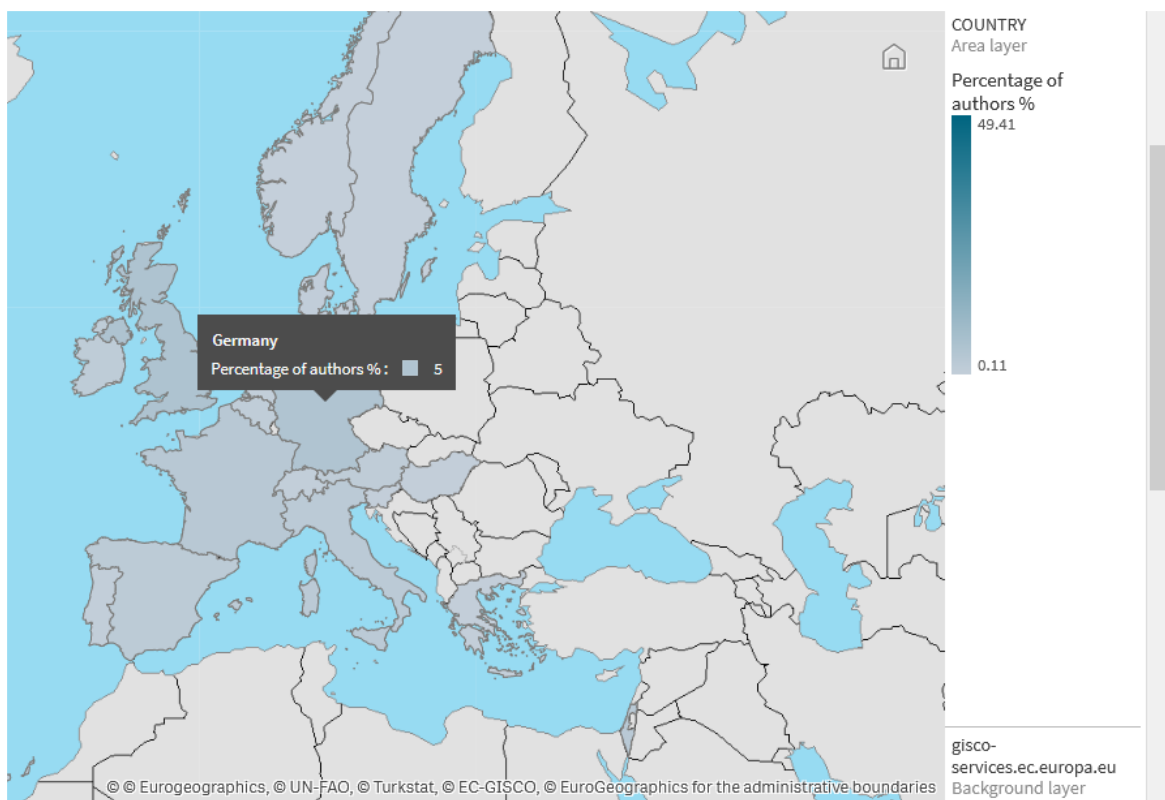 COUNTRY
Area layer
Percentage of
authors %
49.41
0.11
Germany
Percentage of authors % : 5
gisco-
services.ec.europa.eu
Background layer
© © Eurogeographics, © UN-FAO, © Turkstat, © EC-GISCO, © EuroGeographics for the administrative boundaries